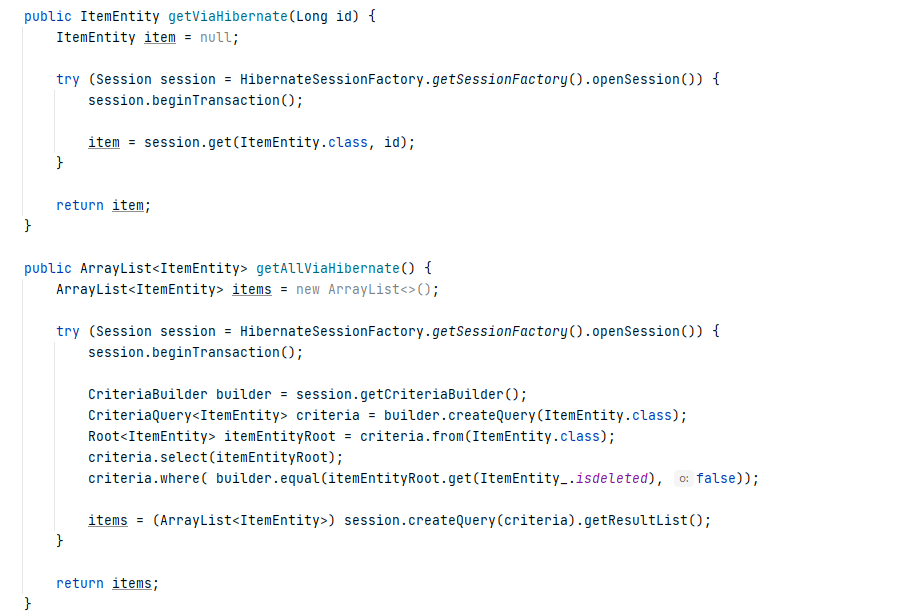 public ItemEntity getViaHibernate(Long id) {
    ItemEntity item = null;

    try (Session session = HibernateSessionFactory.getSessionFactory().openSession()) {
        session.beginTransaction();

        item = session.get(ItemEntity.class, id);
    }

    return item;
}

public ArrayList<ItemEntity> getAllViaHibernate() {
    ArrayList<ItemEntity> items = new ArrayList<>();

    try (Session session = HibernateSessionFactory.getSessionFactory().openSession()) {
        session.beginTransaction();

        CriteriaBuilder builder = session.getCriteriaBuilder();
        CriteriaQuery<ItemEntity> criteria = builder.createQuery(ItemEntity.class);
        Root<ItemEntity> itemEntityRoot = criteria.from(ItemEntity.class);
        criteria.select(itemEntityRoot);
        criteria.where( builder.equal(itemEntityRoot.get(ItemEntity_.isdeleted), o: false));

        items = (ArrayList<ItemEntity>) session.createQuery(criteria).getResultList();
    }

    return items;
}